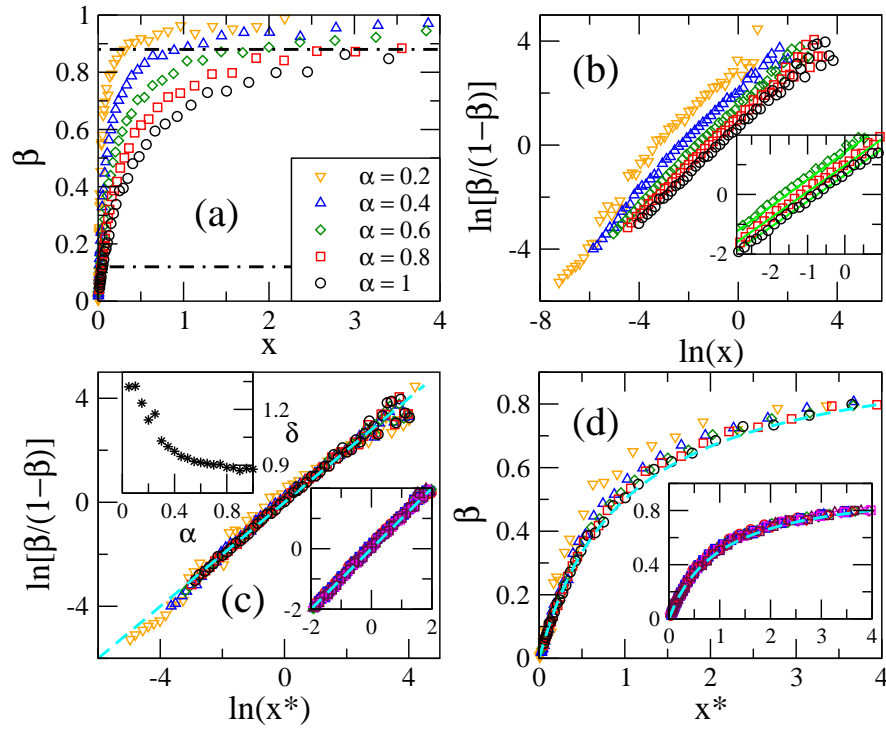 1
0.8
0.6
0.4
0.2
0
β
(a)
α = 0.2
α = 0.4
α = 0.6
α = 0.8
α = 1
0 1 2 3 4
x
4
0
-4
ln[β/(1−β)]
(b)
0
-2
-2 -1 0
-8 -4 0 4
ln(x)
4
0
-4
ln[β/(1−β)]
1.2
δ
0.9
0 0.4 0.8
α
(c)
0
-2
-2 0 2
-4 0 4
ln(x*)
0.8
0.6
0.4
0.2
0
β
(d)
0.8
0.4
0
0 1 2 3 4
0 1 2 3 4
x*